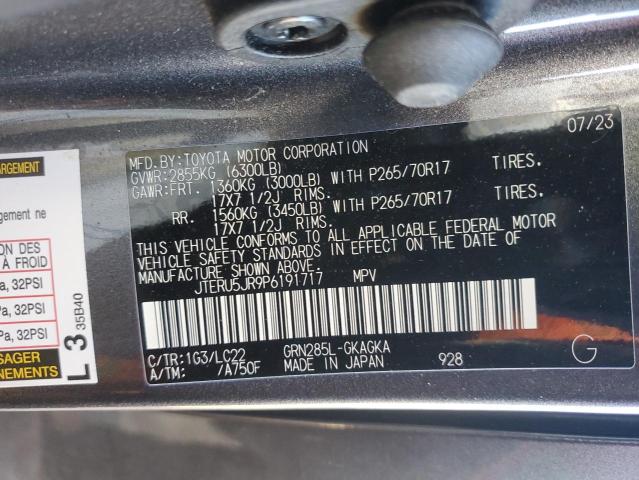 ARGEMENT
ngement ne
ON DES
À FROID
a, 32PSI
a, 32PSI
Pa, 32PSI
SAGER
NEMENTS
L 3 35B40
07/23
MFD.BY:TOYOTA MOTOR CORPORATION
GVWR:2855KG (6300LB)
GAWR:FRT. 1360KG (3000LB) WITH P265/70R17 TIRES.
17X7 1/2J RIMS.
RR. 1560KG (3450LB) WITH P265/70R17 TIRES.
17X7 1/2J RIMS.
THIS VEHICLE CONFORMS TO ALL APPLICABLE FEDERAL MOTOR
VEHICLE SAFETY STANDARDS IN EFFECT ON THE DATE OF
MANUFACTURE SHOWN ABOVE.
JTERU5JR9P6191717 MPV
C/TR:1G3/LC22 GRN285L-GKAGKA
A/TM: /A750F MADE IN JAPAN 928 G